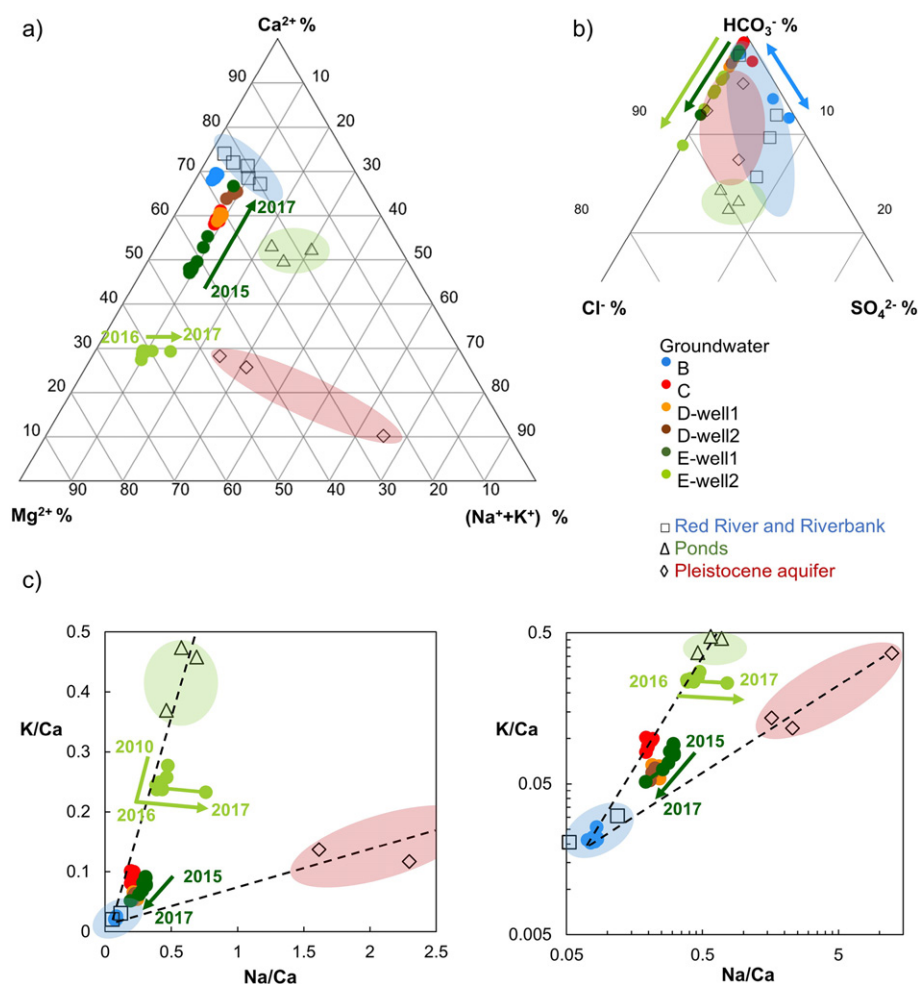 a)
Ca²⁺ %
90
10
80
20
70
30
60
40
2017
50
50
2015
40
60
2016
2017
30
70
20
80
10
90
90
80
70
60
50
40
30
20
10
Mg²⁺ %
(Na⁺+K⁺) %
b)
HCO₃⁻ %
90
10
80
20
Cl⁻ %
SO₄²⁻ %
Groundwater
B
C
D-well1
D-well2
E-well1
E-well2
Red River and Riverbank
Ponds
Pleistocene aquifer
c)
0.5
0.4
K/Ca
0.3
2010
0.2
2016
2017
0.1
2015
2017
0
0
0.5
1
1.5
2
2.5
Na/Ca
0.5
2016
2017
K/Ca
2015
0.05
2017
0.005
0.05
0.5
5
Na/Ca